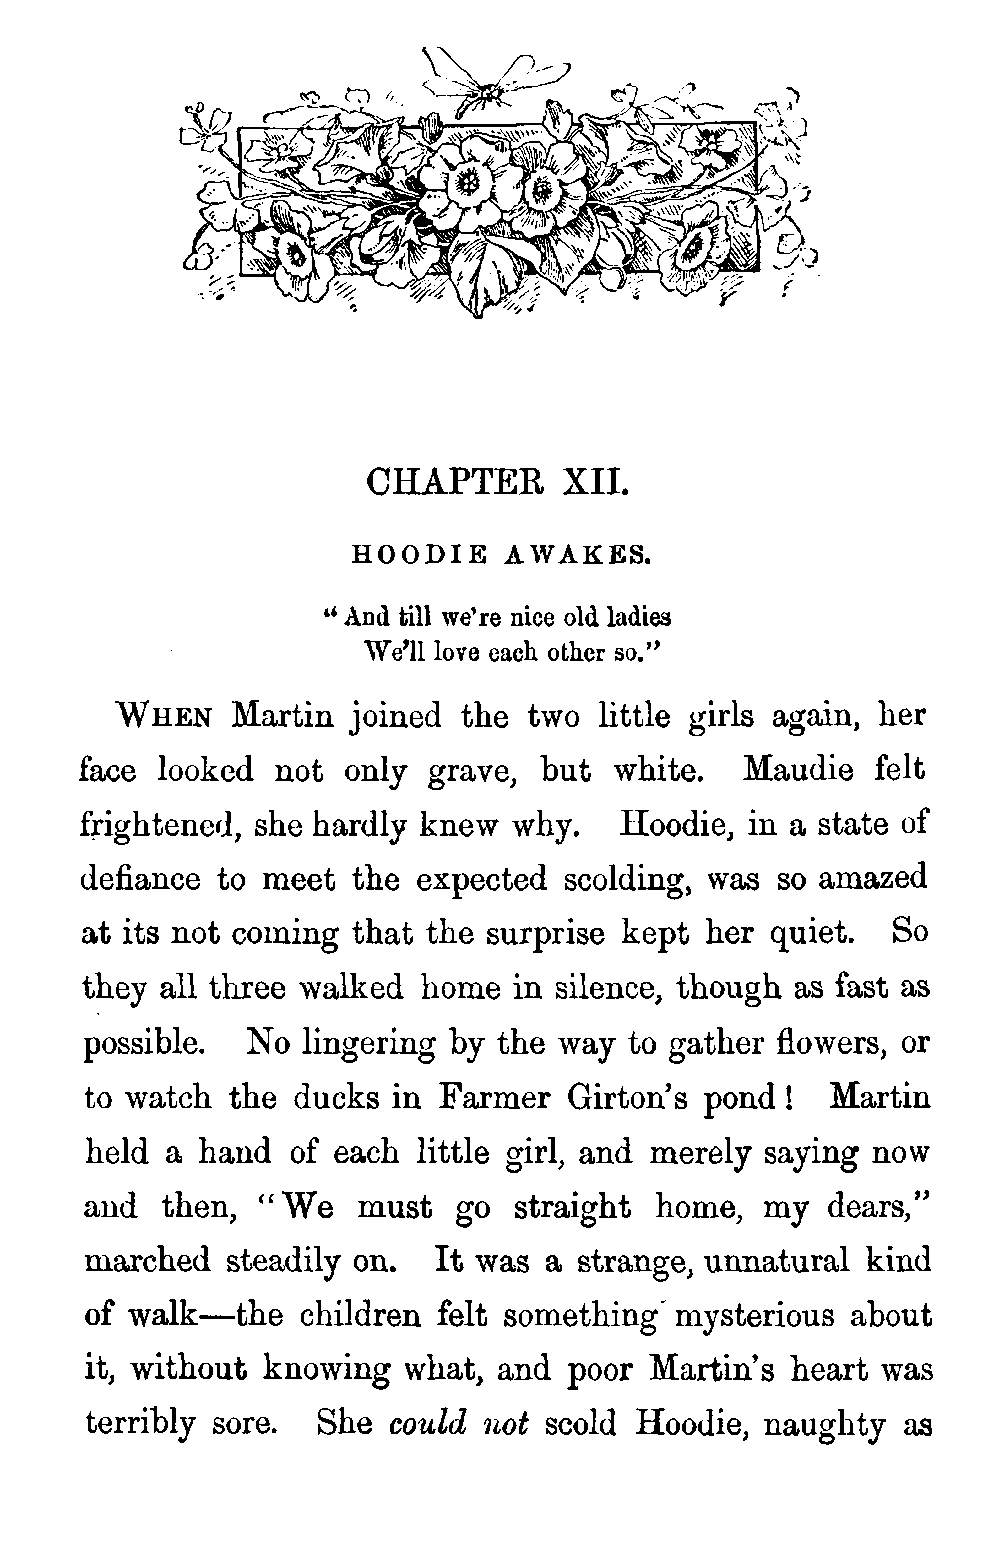 CHAPTER XII.
HOODIE AWAKES.
“And till we’re nice old ladies
We’ll love each other so.”
WHEN Martin joined the two little girls again, her
face looked not only grave, but white. Maudie felt
frightened, she hardly knew why. Hoodie, in a state of
defiance to meet the expected scolding, was so amazed
at its not coming that the surprise kept her quiet. So
they all three walked home in silence, though as fast as
possible. No lingering by the way to gather flowers, or
to watch the ducks in Farmer Girton’s pond! Martin
held a hand of each little girl, and merely saying now
and then, “We must go straight home, my dears,”
marched steadily on. It was a strange, unnatural kind
of walk—the children felt something mysterious about
it, without knowing what, and poor Martin’s heart was
terribly sore. She could not scold Hoodie, naughty as